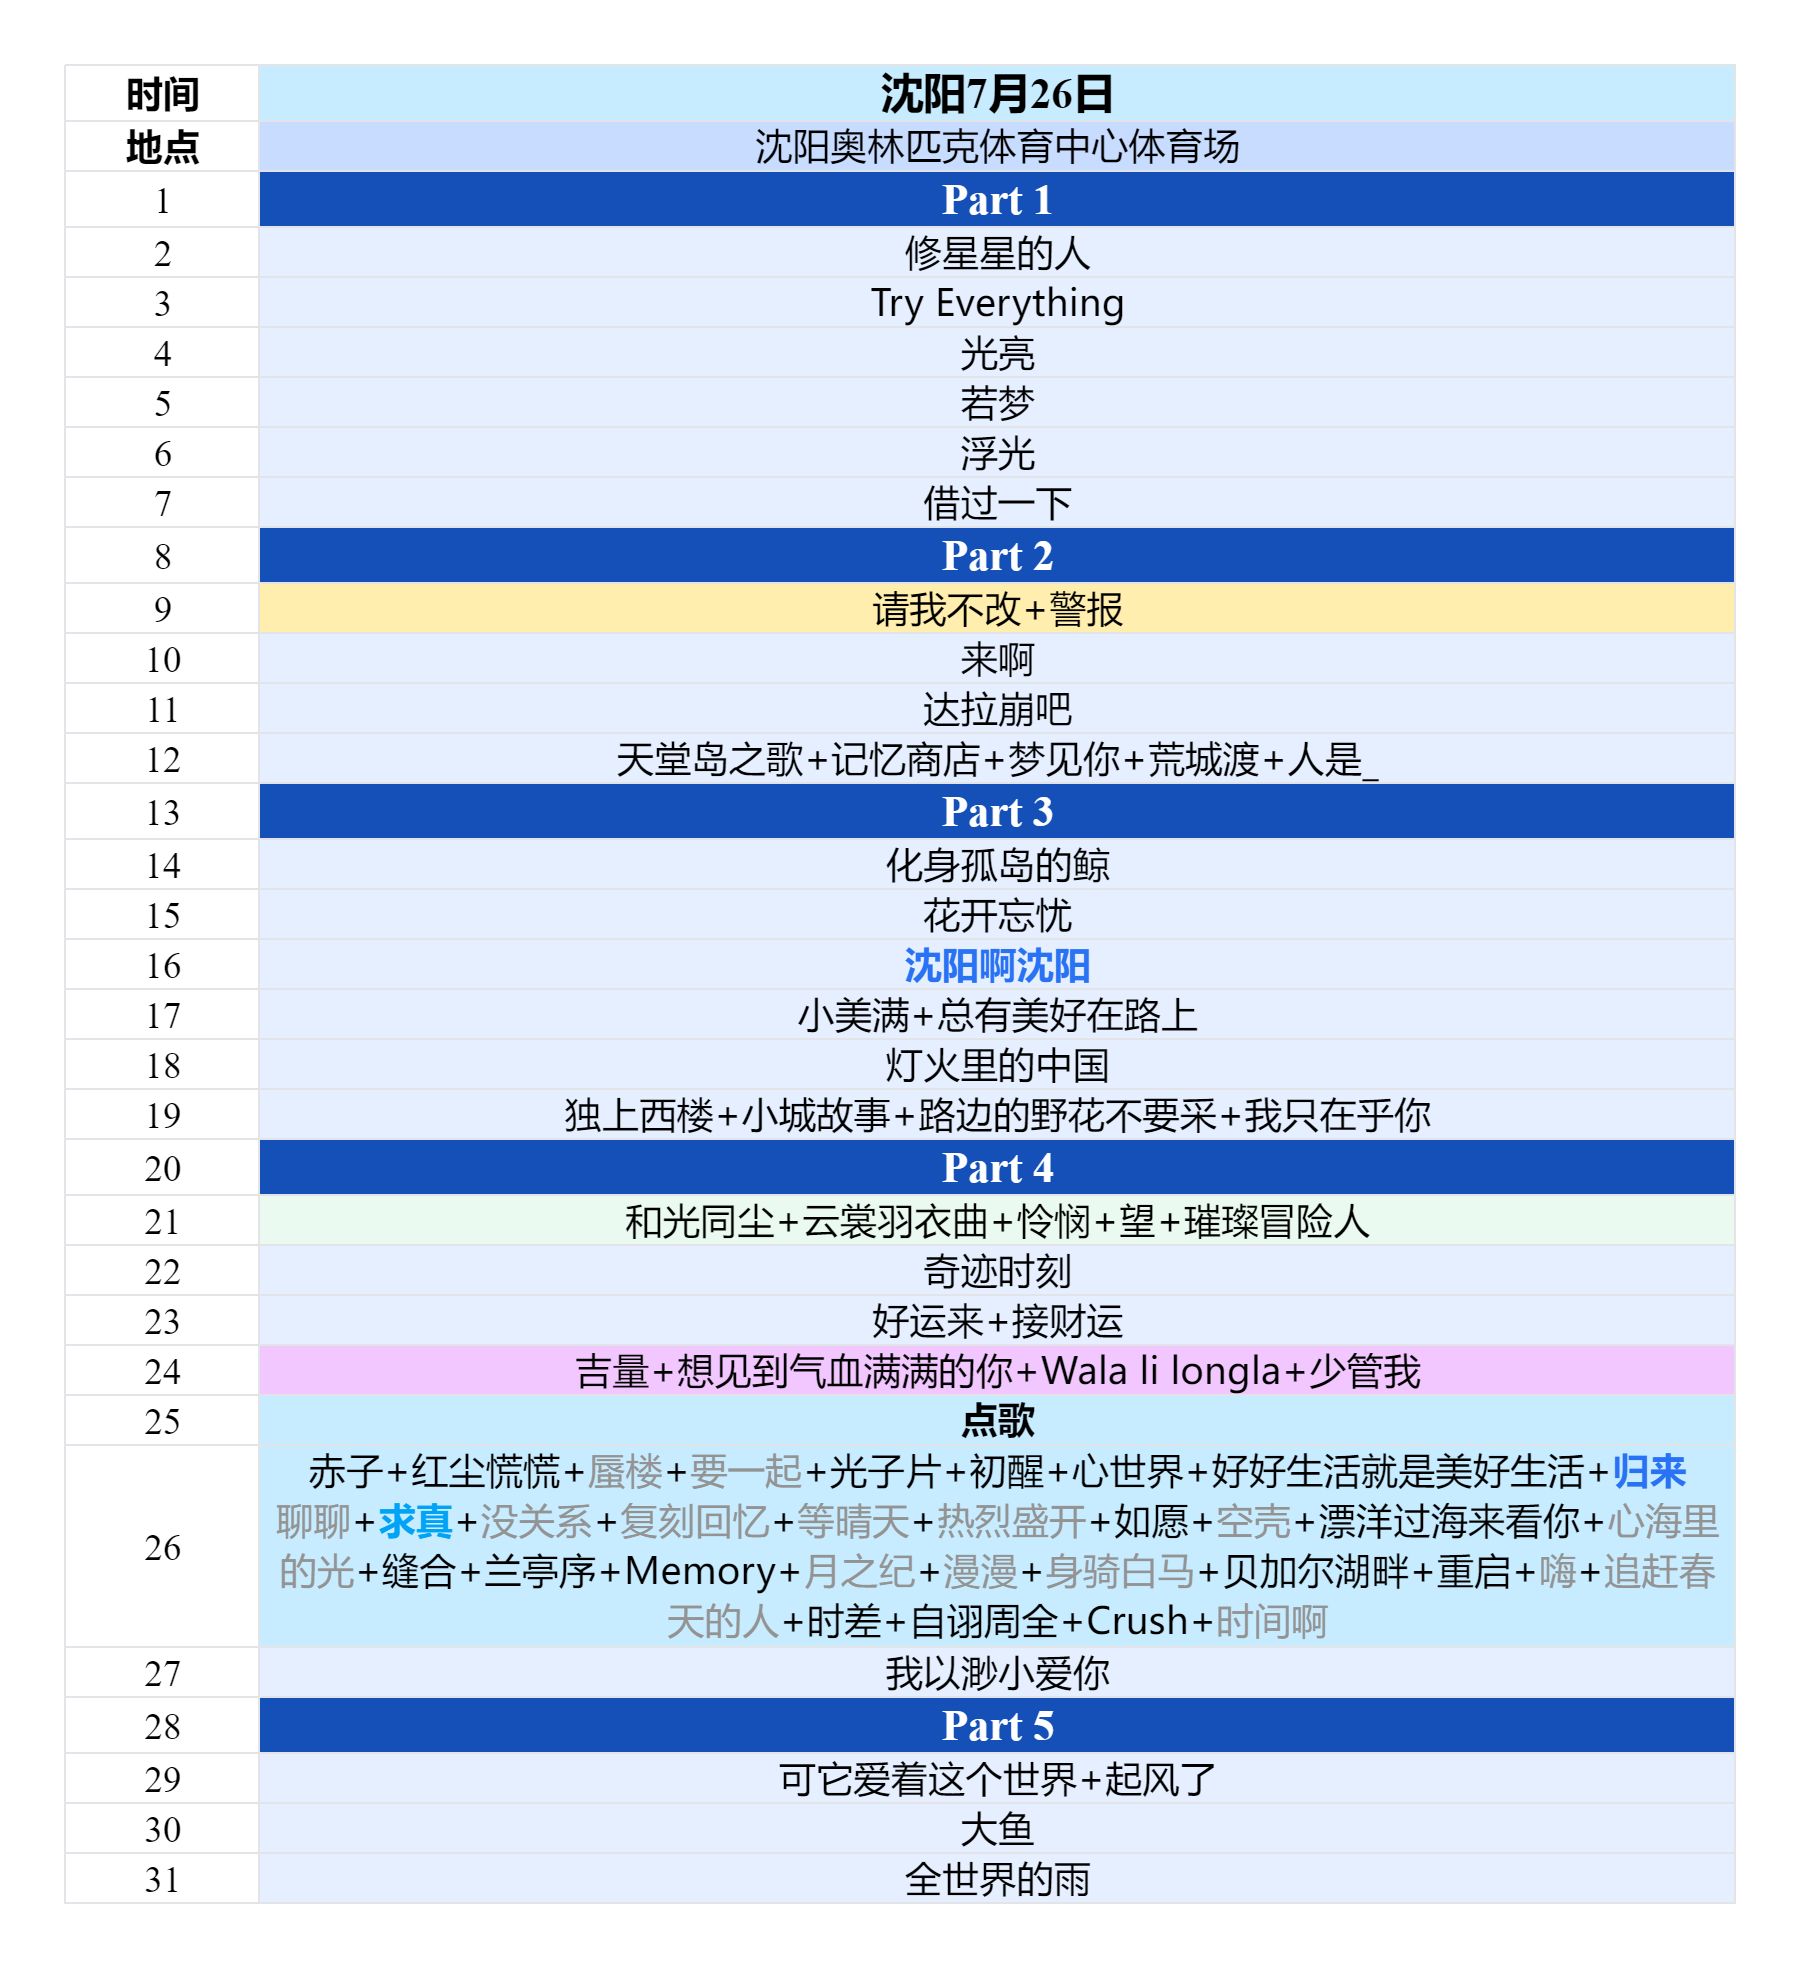 时间 沈阳7月26日
地点 沈阳奥林匹克体育中心体育场
1 Part 1
2 修星星的人
3 Try Everything
4 光亮
5 若梦
6 浮光
7 借过一下
8 Part 2
9 请我不改+警报
10 来啊
11 达拉崩吧
12 天堂岛之歌+记忆商店+梦见你+荒城渡+人是_
13 Part 3
14 化身孤岛的鲸
15 花开忘忧
16 沈阳啊沈阳
17 小美满+总有美好在路上
18 灯火里的中国
19 独上西楼+小城故事+路边的野花不要采+我只在乎你
20 Part 4
21 和光同尘+云裳羽衣曲+怜悯+望+璀璨冒险人
22 奇迹时刻
23 好运来+接财运
24 吉量+想见到气血满满的你+Wala li longla+少管我
25 点歌
26 赤子+红尘慌慌+蜃楼+要一起+光子片+初醒+心世界+好好生活就是美好生活+归来
聊聊+求真+没关系+复刻回忆+等晴天+热烈盛开+如愿+空壳+漂洋过海来看你+心海里
的光+缝合+兰亭序+Memory+月之纪+漫漫+身骑白马+贝加尔湖畔+重启+嗨+追赶春
天的人+时差+自诩周全+Crush+时间啊
27 我以渺小爱你
28 Part 5
29 可它爱着这个世界+起风了
30 大鱼
31 全世界的雨